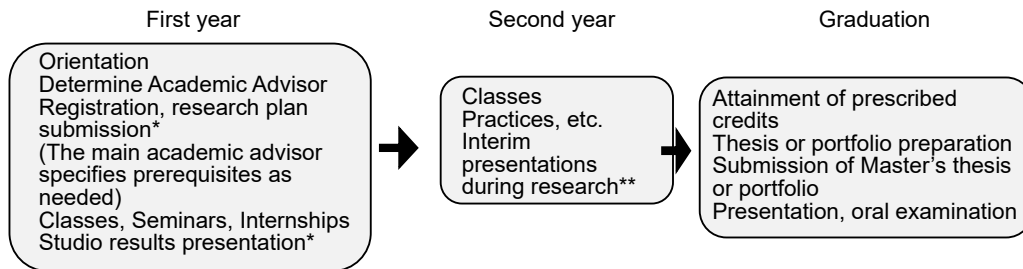 First year
Orientation
Determine Academic Advisor
Registration, research plan
submission*
(The main academic advisor
specifies prerequisites as
needed)
Classes, Seminars, Internships
Studio results presentation*
Second year
Classes
Practices, etc.
Interim
presentations
during research**
Graduation
Attainment of prescribed
credits
Thesis or portfolio preparation
Submission of Master's thesis
or portfolio
Presentation, oral examination